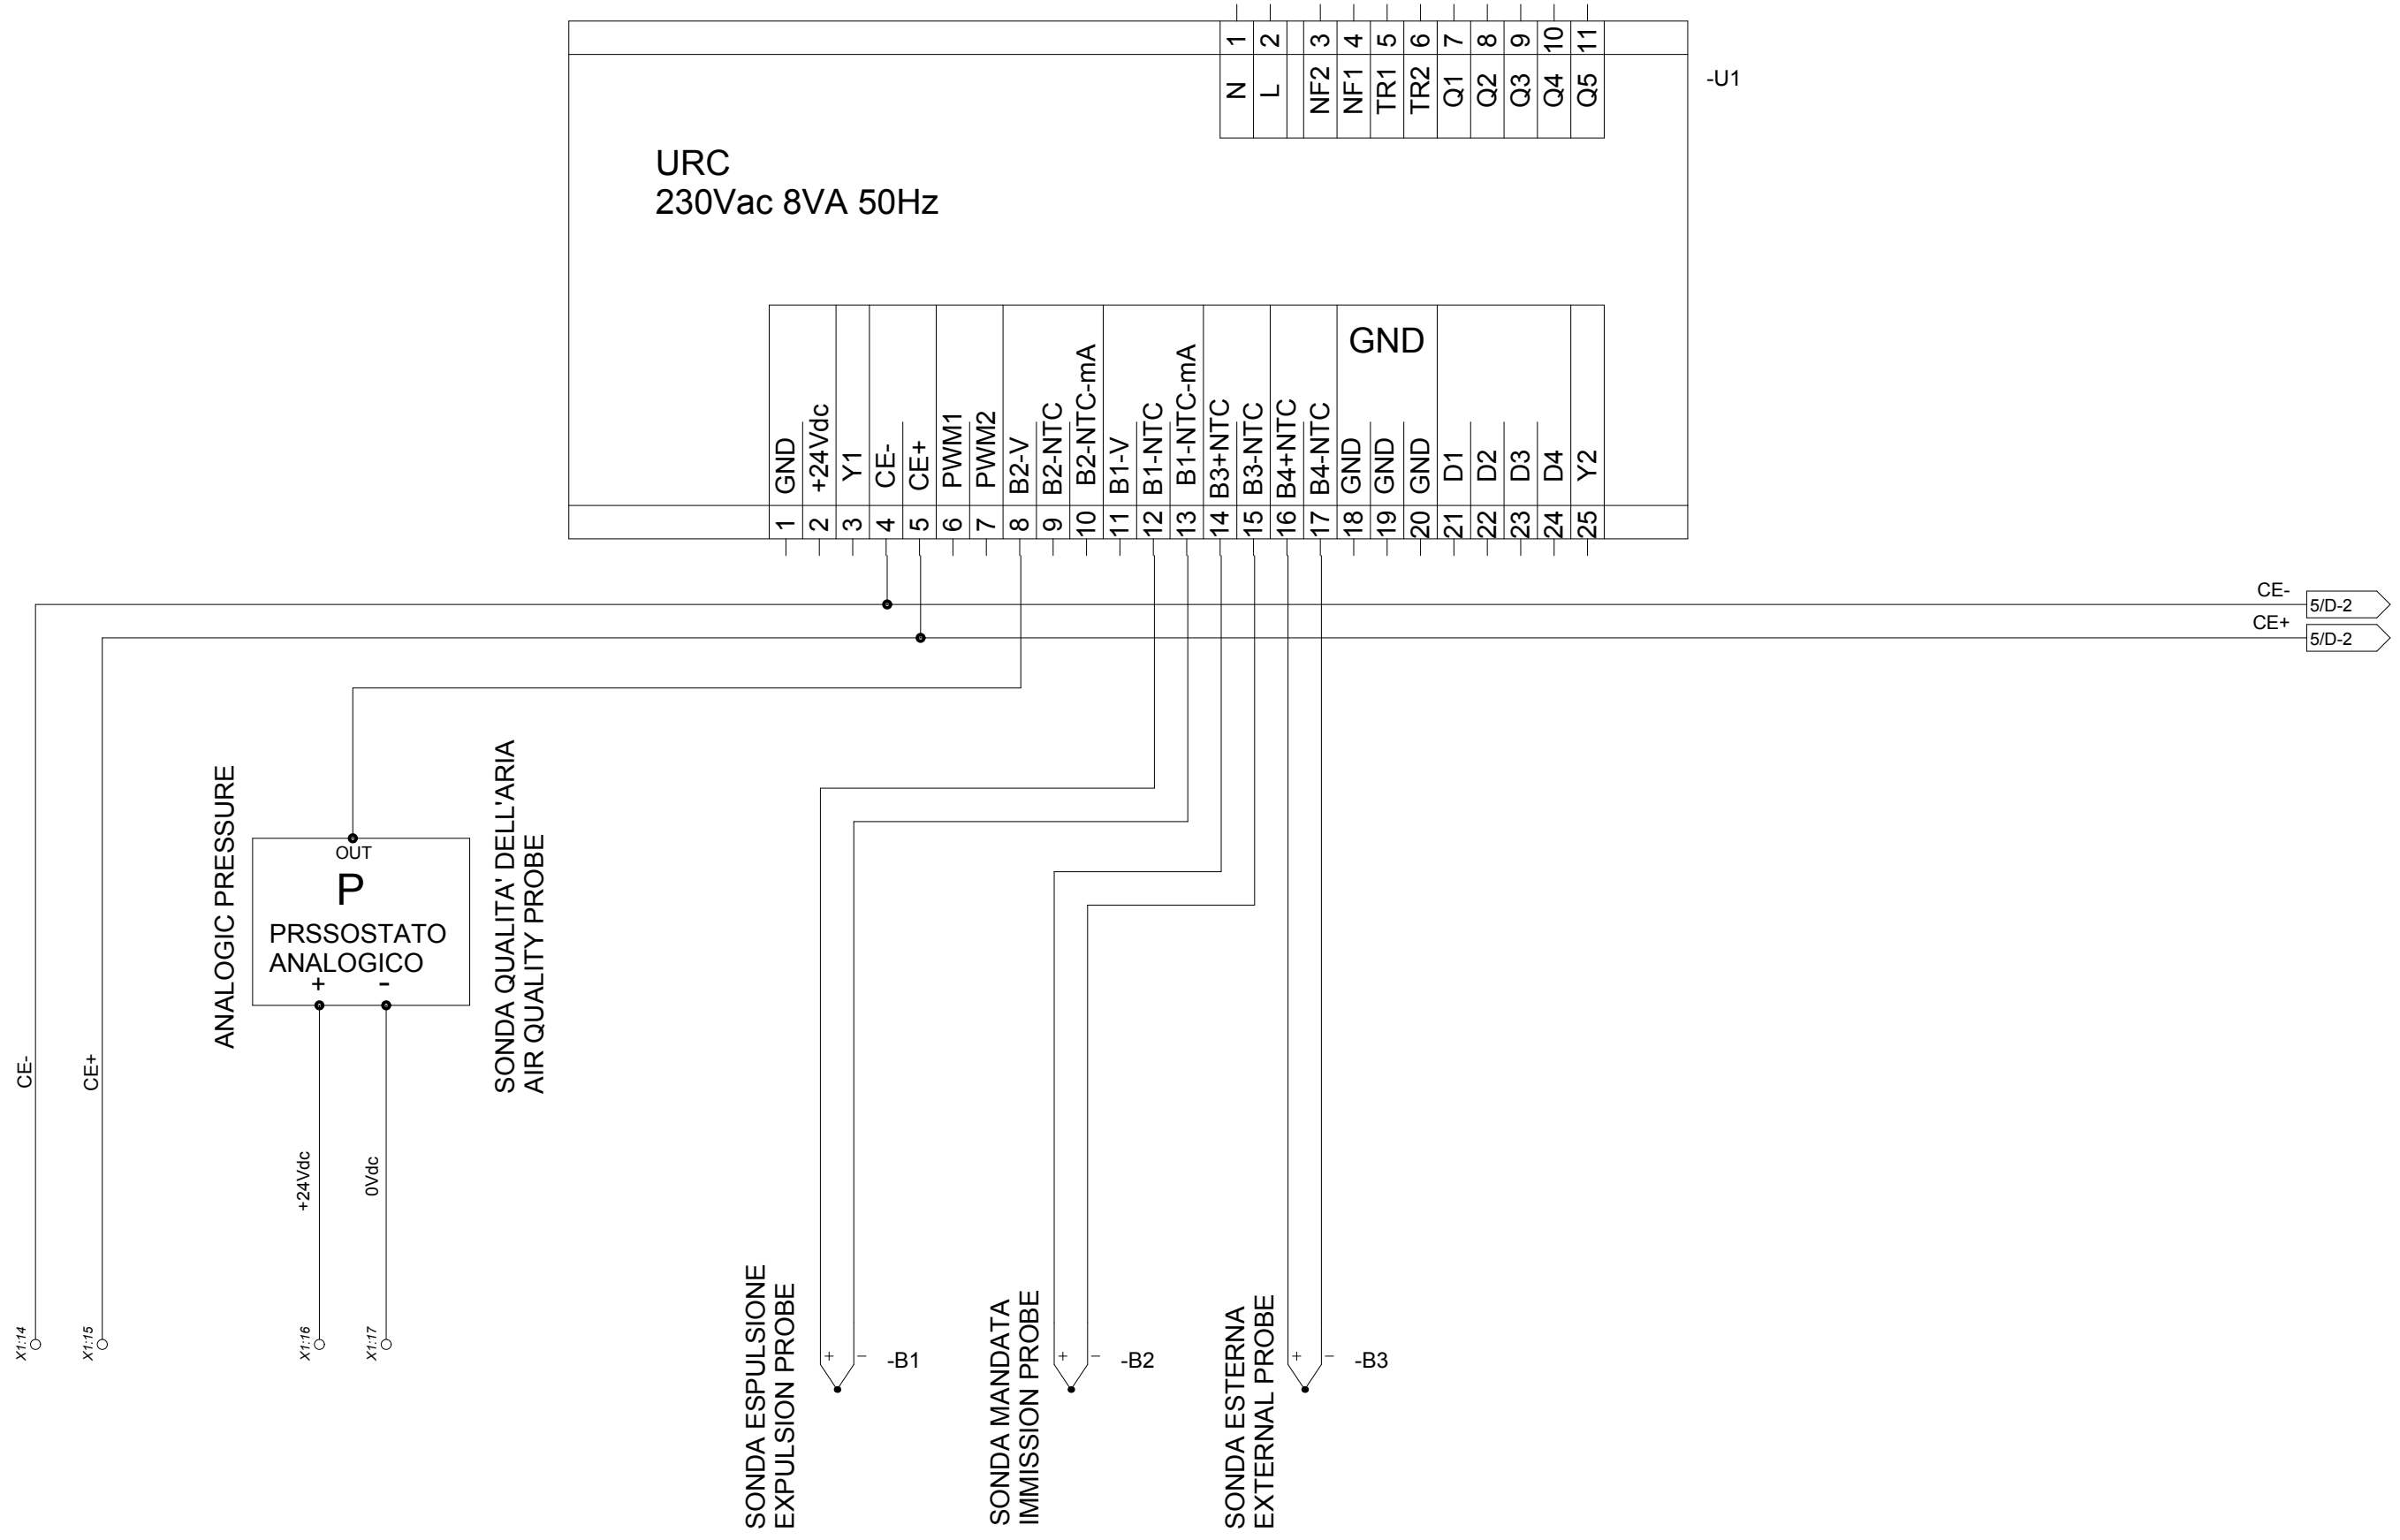 1
2
3
4
5
6
7
8
9
10
11
N
L
NF2
NF1
TR1
TR2
Q1
Q2
Q3
Q4
Q5
-U1
URC
230Vac 8VA 50Hz
GND
GND
+24Vdc
Y1
CE-
CE+
PWM1
PWM2
B2-V
B2-NTC
B2-NTC-mA
B1-V
B1-NTC
B1-NTC-mA
B3+NTC
B3-NTC
B4+NTC
B4-NTC
GND
GND
GND
D1
D2
D3
D4
Y2
1
2
3
4
5
6
7
8
9
10
11
12
13
14
15
16
17
18
19
20
21
22
23
24
25
CE-
5/D-2
CE+
5/D-2
ANALOGIC PRESSURE
OUT
P
PRSSOSTATO
ANALOGICO
+
-
SONDA QUALITA' DELL'ARIA
AIR QUALITY PROBE
CE-
CE+
+24Vdc
0Vdc
X1:14
X1:15
X1:16
X1:17
SONDA ESPULSIONE
EXPULSION PROBE
+
-
-B1
SONDA MANDATA
IMMISSION PROBE
+
-
-B2
SONDA ESTERNA
EXTERNAL PROBE
+
-
-B3